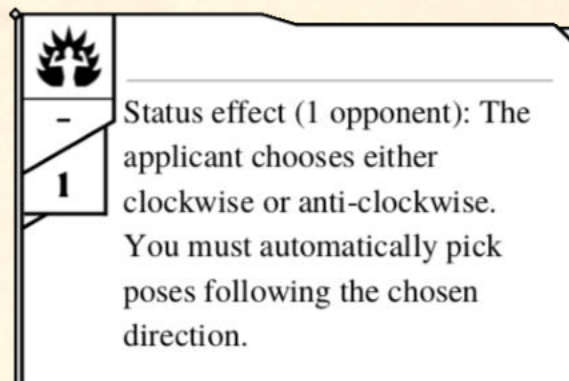 –
1
Status effect (1 opponent): The
applicant chooses either
clockwise or anti-clockwise.
You must automatically pick
poses following the chosen
direction.